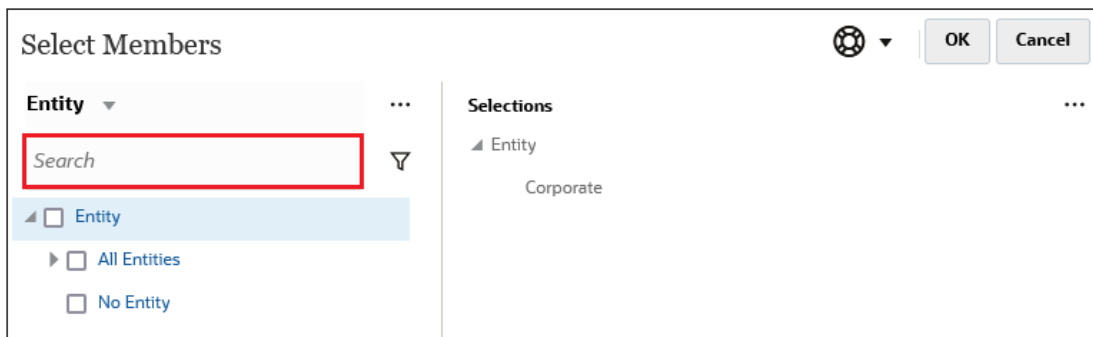 Select Members
OK
Cancel
Entity
...
Search
Entity
All Entities
No Entity
Selections
...
Entity
Corporate